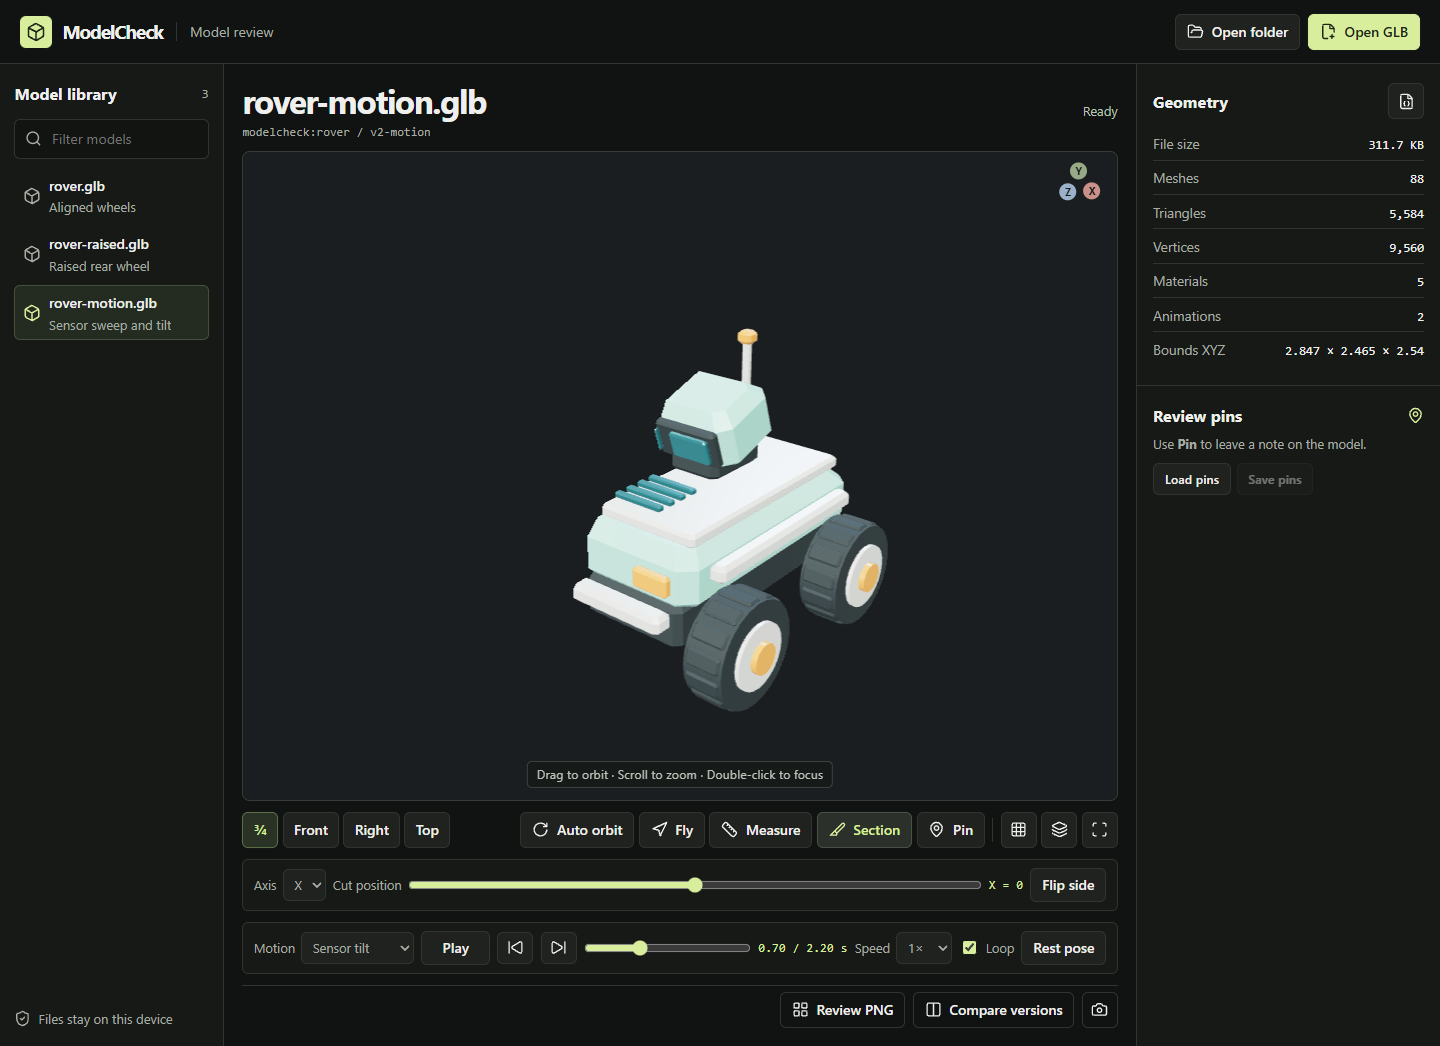 ModelCheck
Model review
Open folder
Open GLB
Model library
3
Filter models
rover.glb
Aligned wheels
rover-raised.glb
Raised rear wheel
rover-motion.glb
Sensor sweep and tilt
Files stay on this device
rover-motion.glb
modelcheck:rover / v2-motion
Ready
Y
Z
X
Drag to orbit · Scroll to zoom · Double-click to focus
¾
Front
Right
Top
Auto orbit
Fly
Measure
Section
Pin
Axis
X
Cut position
X = 0
Flip side
Motion
Sensor tilt
Play
0.70 / 2.20 s
Speed
1×
Loop
Rest pose
Review PNG
Compare versions
Geometry
File size 311.7 KB
Meshes 88
Triangles 5,584
Vertices 9,560
Materials 5
Animations 2
Bounds XYZ 2.847 x 2.465 x 2.54
Review pins
Use Pin to leave a note on the model.
Load pins
Save pins